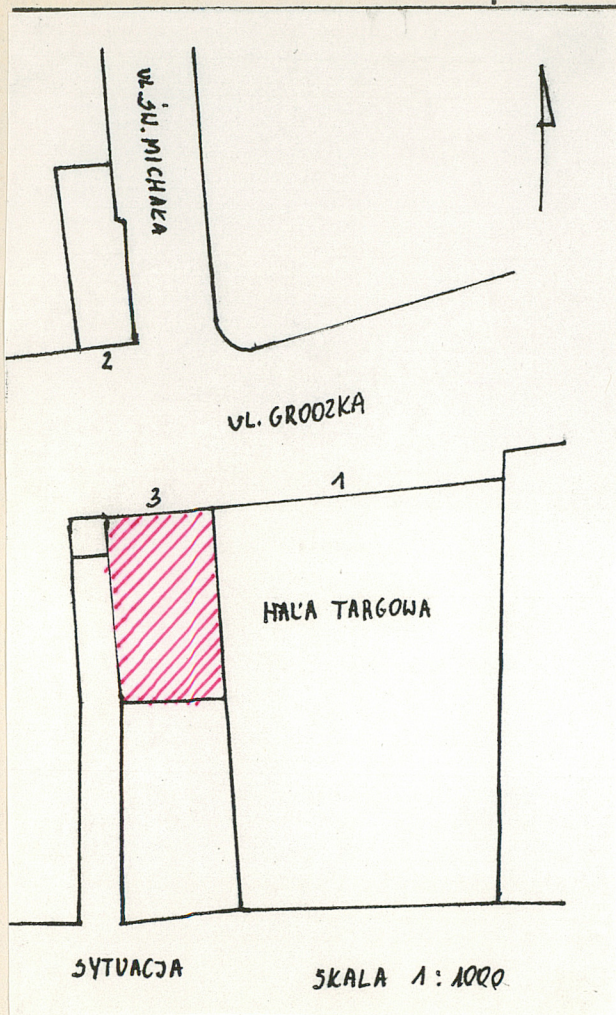 UL. ŚW. MICHAŁA
2
UL. GRODZKA
3
1
HALA TARGOWA
SYTUACJA
SKALA 1:1000